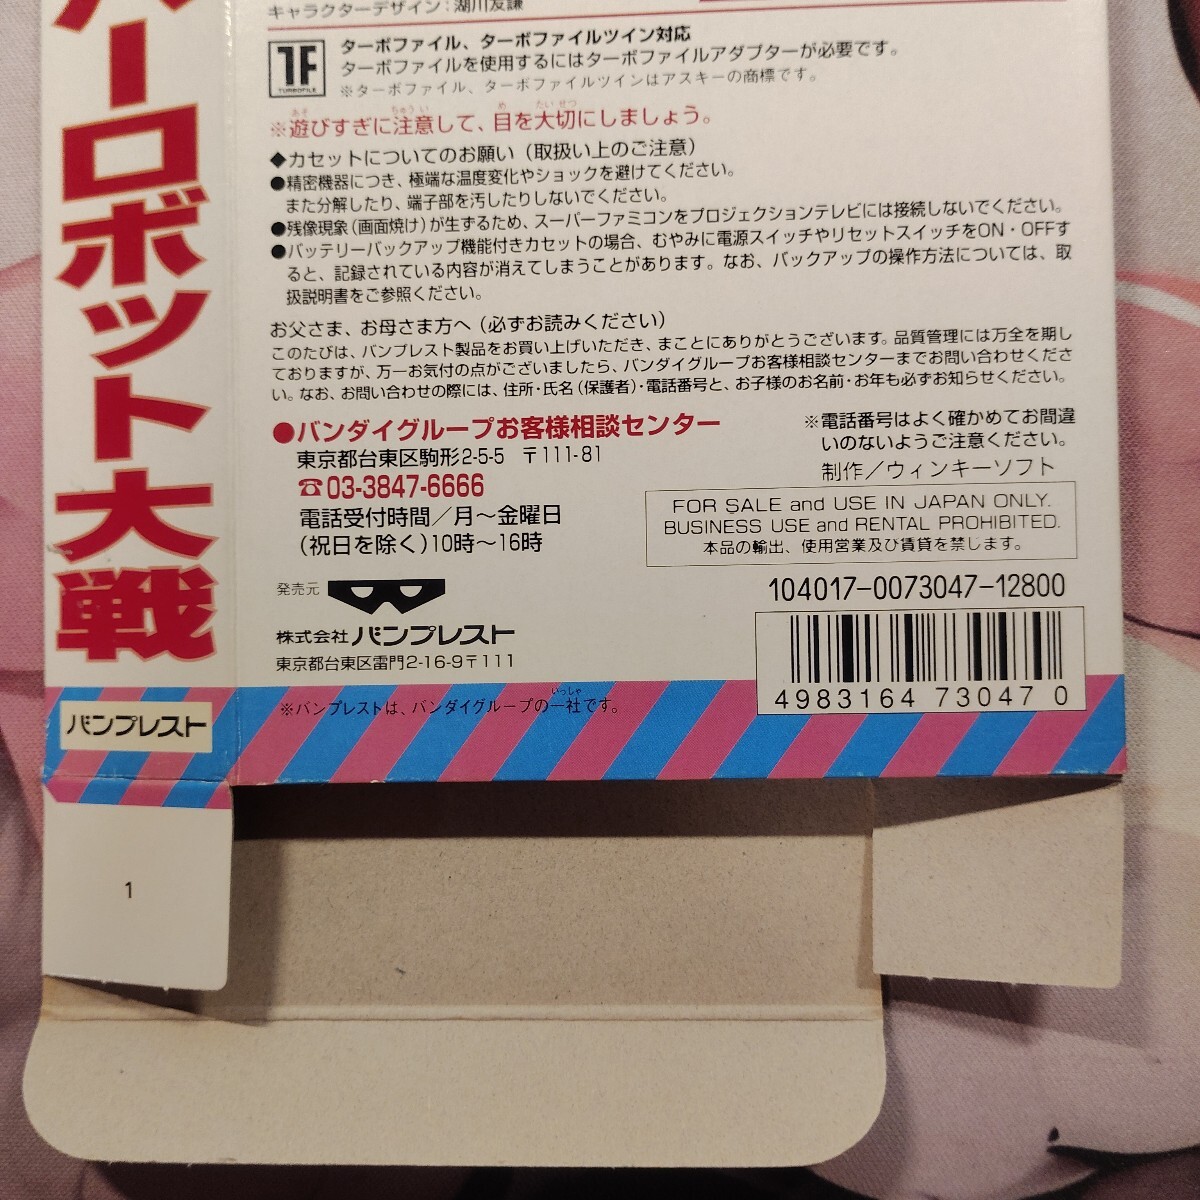 キャラクターデザイン：湖川友謙
TF
TURBOFILE
ターボファイル、ターボファイルツイン対応
ターボファイルを使用するにはターボファイルアダプターが必要です。
※ターボファイル、ターボファイルツインはアスキーの商標です。
※遊びすぎに注意して、目を大切にしましょう。
◆カセットについてのお願い（取扱い上のご注意）
●精密機器につき、極端な温度変化やショックを避けてください。
また分解したり、端子部を汚したりしないでください。
●残像現象（画面焼け）が生ずるため、スーパーファミコンをプロジェクションテレビには接続しないでください。
●バッテリーバックアップ機能付きカセットの場合、むやみに電源スイッチやリセットスイッチをON・OFFす
ると、記録されている内容が消えてしまうことがあります。なお、バックアップの操作方法については、取
扱説明書をご参照ください。
お父さま、お母さま方へ（必ずお読みください）
このたびは、バンプレスト製品をお買い上げいただき、まことにありがとうございます。品質管理には万全を期し
ておりますが、万一お気付の点がございましたら、バンダイグループお客様相談センターまでお問い合わせくださ
い。なお、お問い合わせの際には、住所・氏名（保護者）・電話番号と、お子様のお名前・お年も必ずお知らせください。
●バンダイグループお客様相談センター
東京都台東区駒形2-5-5 〒111-81
☎03-3847-6666
電話受付時間／月〜金曜日
（祝日を除く）10時〜16時
※電話番号はよく確かめてお間違
いのないようご注意ください。
制作／ウィンキーソフト
FOR SALE and USE IN JAPAN ONLY.
BUSINESS USE and RENTAL PROHIBITED.
本品の輸出、使用営業及び賃貸を禁じます。
発売元
株式会社 バンプレスト
東京都台東区雷門2-16-9〒111
104017-0073047-12800
4983164 73047 0
※バンプレストは、バンダイグループの一社です。
ーロボット大戦
バンプレスト
1